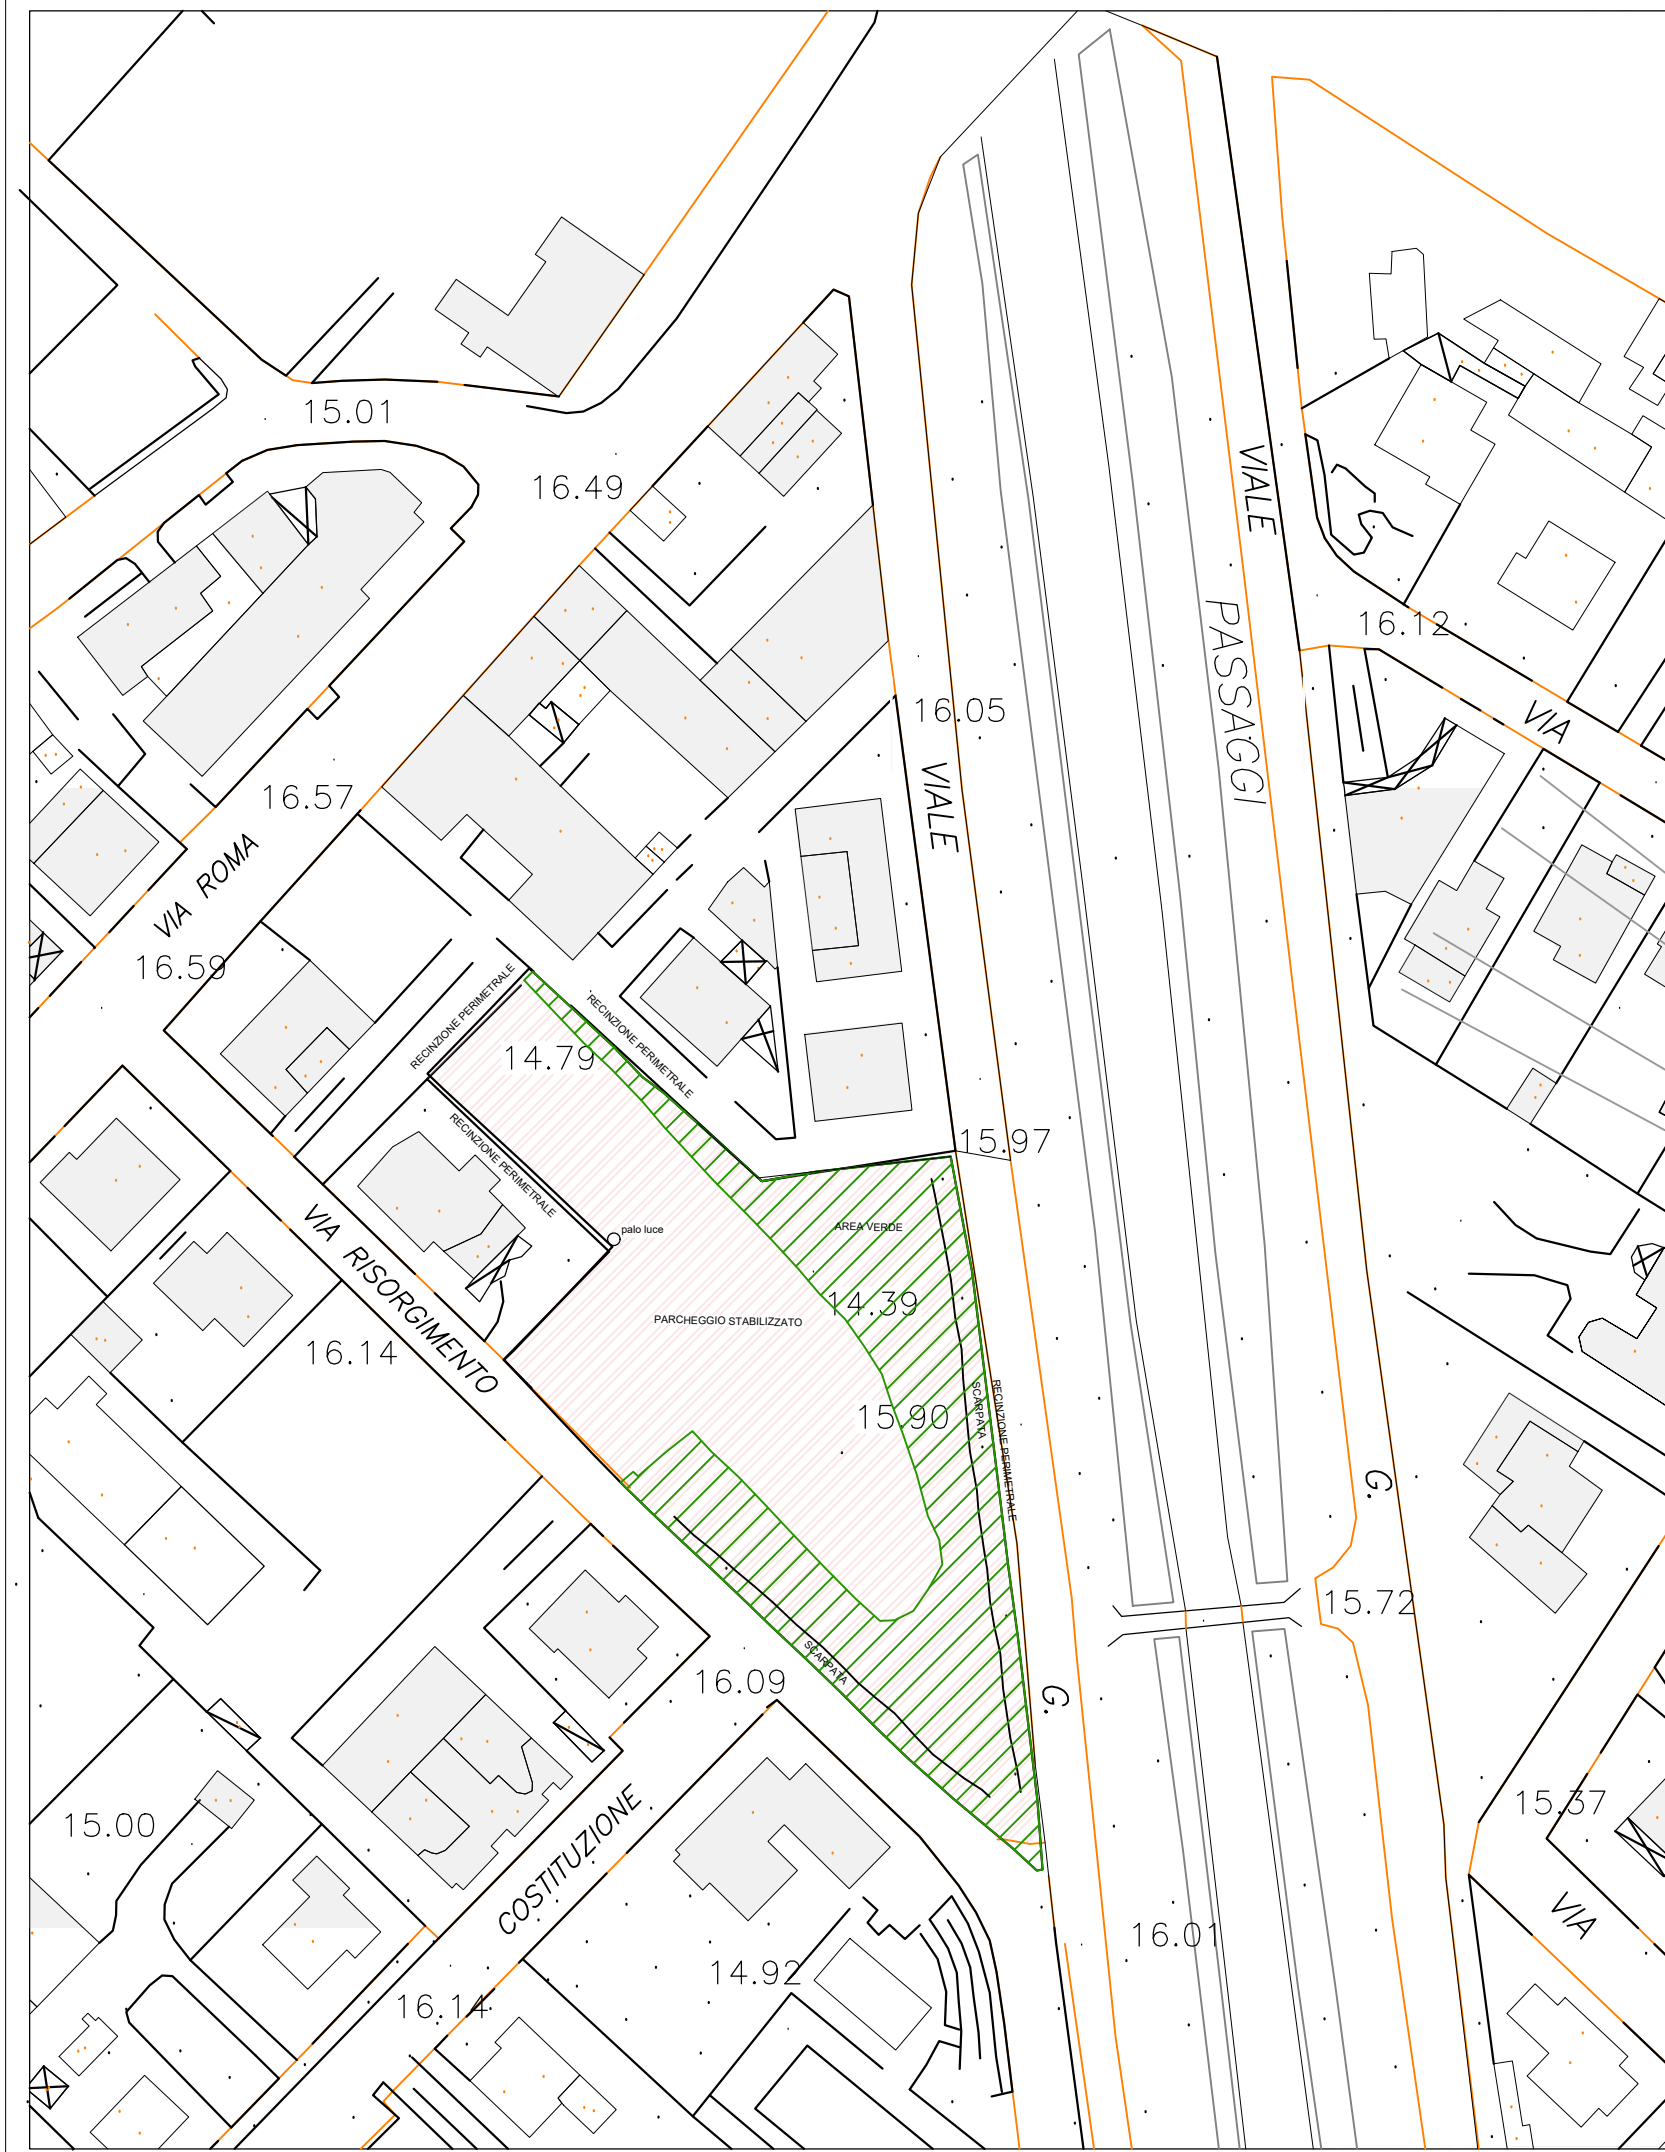 15.01
16.49
VIALE
PASSAGGI
16.12
16.05
VIA
VIALE
16.57
VIA ROMA
16.59
RECINZIONE PERIMETRALE
RECINZIONE PERIMETRALE
14.79
RECINZIONE PERIMETRALE
15.97
palo luce
AREA VERDE
VIA RISORGIMENTO
14.39
PARCHEGGIO STABILIZZATO
16.14
15.90
SCARPATA
RECINZIONE PERIMETRALE
G.
15.72
SCARPATA
16.09
G.
15.37
15.00
COSTITUZIONE
VIA
16.01
14.92
16.14